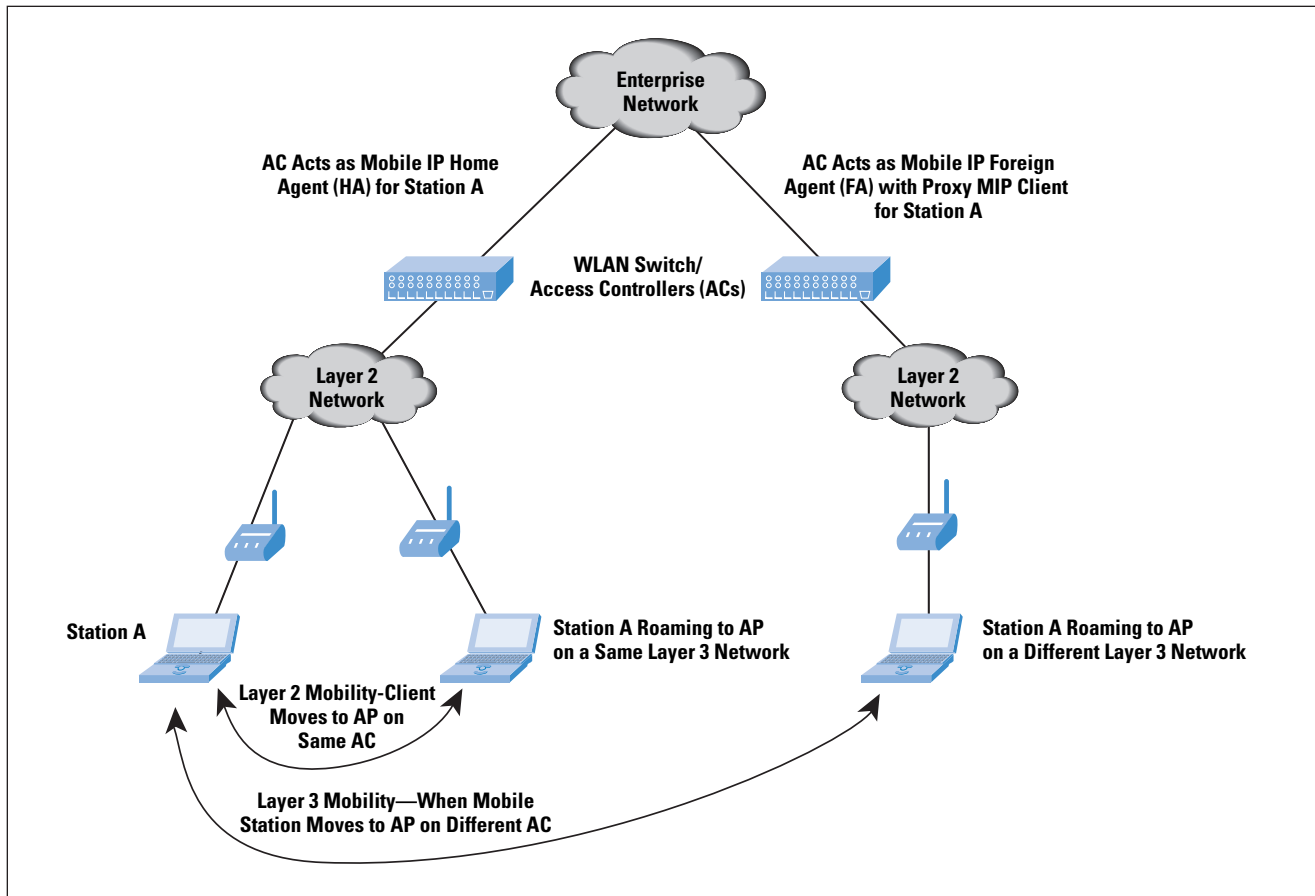 Enterprise
Network
AC Acts as Mobile IP Home
Agent (HA) for Station A
AC Acts as Mobile IP Foreign
Agent (FA) with Proxy MIP Client
for Station A
WLAN Switch/
Access Controllers (ACs)
Layer 2
Network
Layer 2
Network
Station A
Station A Roaming to AP
on a Same Layer 3 Network
Station A Roaming to AP
on a Different Layer 3 Network
Layer 2 Mobility-Client
Moves to AP on
Same AC
Layer 3 Mobility—When Mobile
Station Moves to AP on Different AC